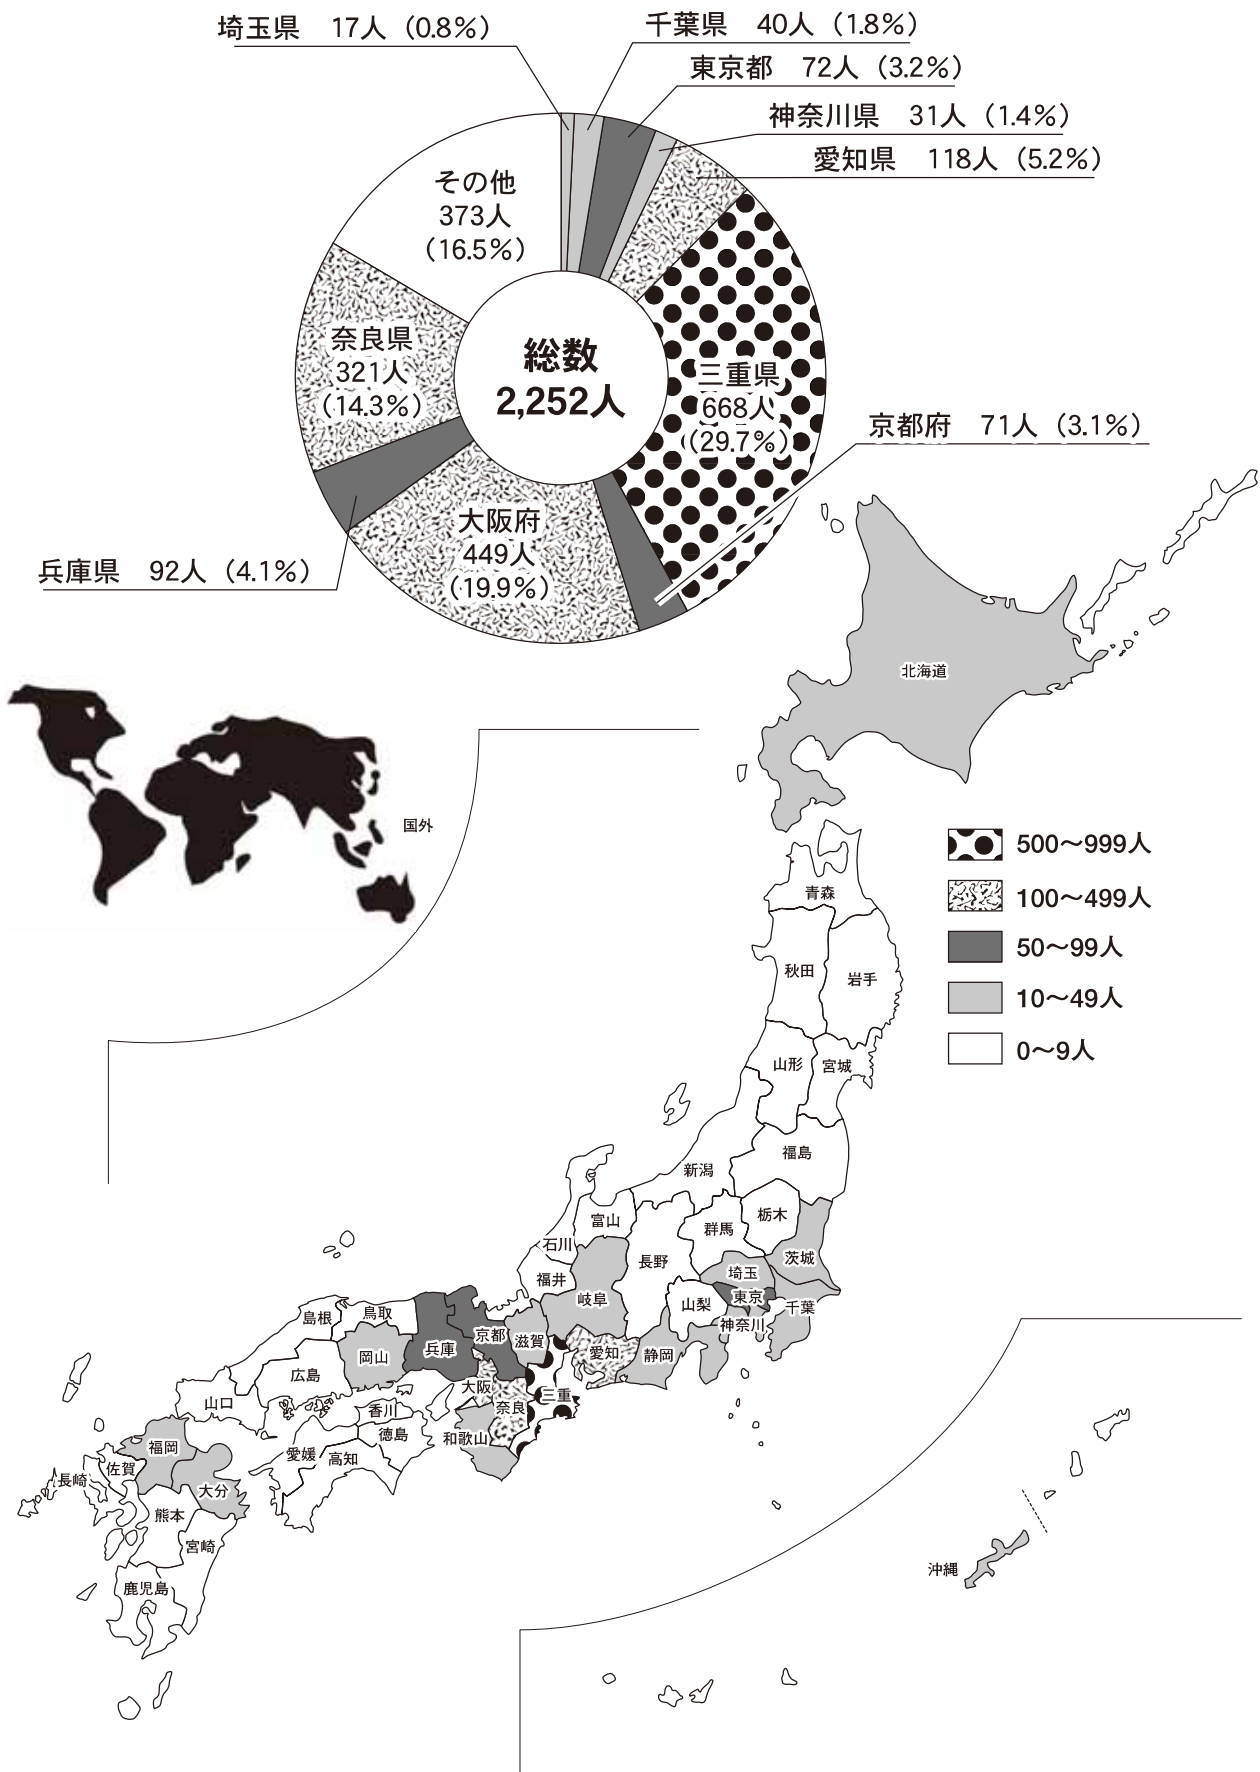 埼玉県　17人（0.8％）
千葉県　40人（1.8％）
東京都　72人（3.2％）
神奈川県　31人（1.4％）
愛知県　118人（5.2％）
その他
373人
（16.5％）
奈良県
321人
（14.3％）
総数
2,252人
三重県
668人
（29.7％）
京都府　71人（3.1％）
大阪府
449人
（19.9％）
兵庫県　92人（4.1％）
北海道
国外
500～999人
100～499人
50～99人
10～49人
0～9人
青森
秋田
岩手
山形
宮城
福島
新潟
富山
石川
福井
長野
群馬
栃木
茨城
埼玉
東京
千葉
神奈川
山梨
岐阜
静岡
愛知
滋賀
京都
兵庫
大阪
奈良
三重
和歌山
鳥取
島根
岡山
広島
山口
香川
徳島
愛媛
高知
福岡
佐賀
長崎
大分
熊本
宮崎
鹿児島
沖縄